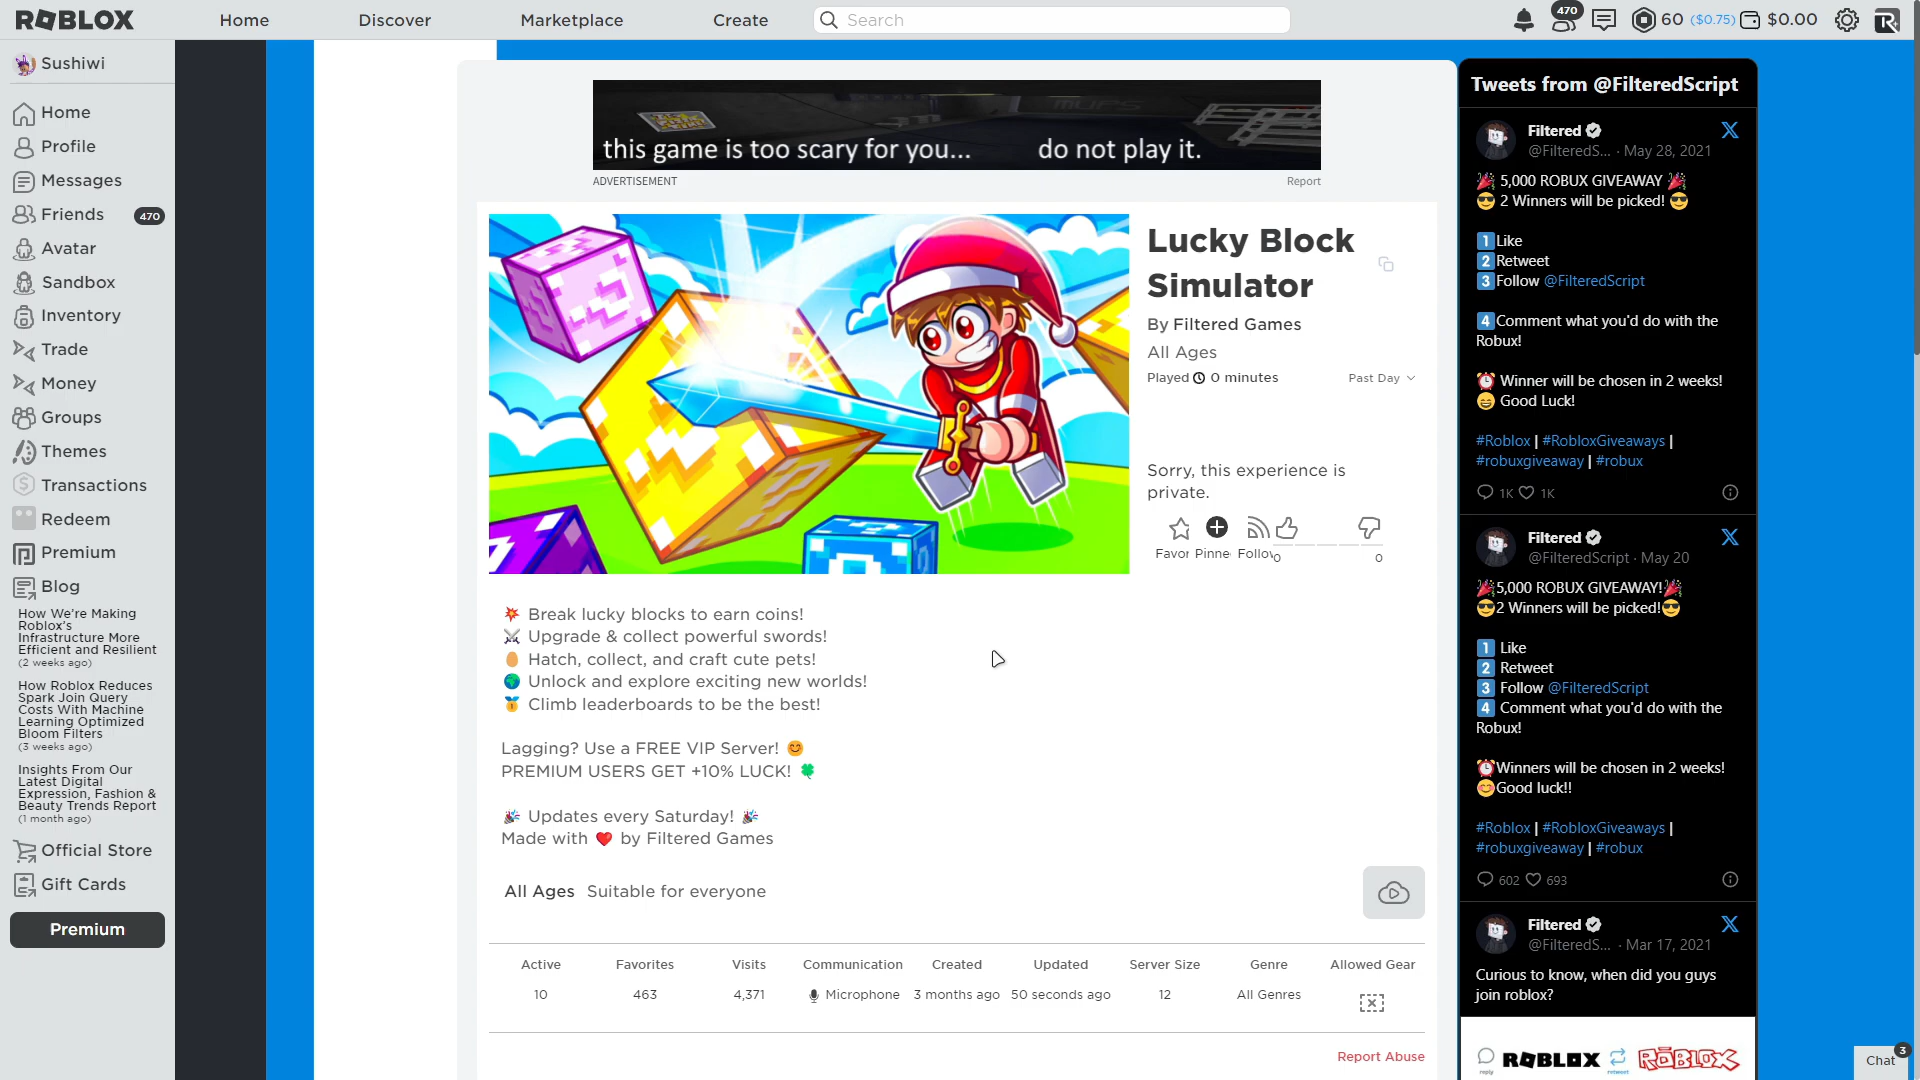 ROBLOX Home Discover Marketplace Create Search 470 60 ($0.75) $0.00
Sushiwi
Home
Profile
Messages
Friends 470
Avatar
Sandbox
Inventory
Trade
Money
Groups
Themes
Transactions
Redeem
Premium
Blog
How We're Making
Roblox's
Infrastructure More
Efficient and Resilient
(2 weeks ago)
How Roblox Reduces
Spark Join Query
Costs With Machine
Learning Optimized
Bloom Filters
(3 weeks ago)
Insights From Our
Latest Digital
Expression, Fashion &
Beauty Trends Report
(1 month ago)
Official Store
Gift Cards
Premium
this game is too scary for you... do not play it.
ADVERTISEMENT Report
Lucky Block
Simulator
By Filtered Games
All Ages
Played 0 minutes Past Day
Sorry, this experience is
private.
Favor Pinne Follov 0 0
💥 Break lucky blocks to earn coins!
⚔️ Upgrade & collect powerful swords!
🥚 Hatch, collect, and craft cute pets!
🌍 Unlock and explore exciting new worlds!
🏅 Climb leaderboards to be the best!
Lagging? Use a FREE VIP Server! 😊
PREMIUM USERS GET +10% LUCK! 🍀
🎉 Updates every Saturday! 🎉
Made with ❤️ by Filtered Games
All Ages Suitable for everyone
Active Favorites Visits Communication Created Updated Server Size Genre Allowed Gear
10 463 4,371 Microphone 3 months ago 50 seconds ago 12 All Genres
Report Abuse
Tweets from @FilteredScript
Filtered
@FilteredS... · May 28, 2021
🎉 5,000 ROBUX GIVEAWAY 🎉
😎 2 Winners will be picked! 😎
1️⃣Like
2️⃣Retweet
3️⃣Follow @FilteredScript
4️⃣Comment what you'd do with the
Robux!
⏰ Winner will be chosen in 2 weeks!
😄 Good Luck!
#Roblox | #RobloxGiveaways |
#robuxgiveaway | #robux
1K 1K
Filtered
@FilteredScript · May 20
🎉5,000 ROBUX GIVEAWAY!🎉
😎2 Winners will be picked!😎
1️⃣ Like
2️⃣ Retweet
3️⃣ Follow @FilteredScript
4️⃣ Comment what you'd do with the
Robux!
⏰Winners will be chosen in 2 weeks!
😊Good luck!!
#Roblox | #RobloxGiveaways |
#robuxgiveaway | #robux
602 693
Filtered
@FilteredS... · Mar 17, 2021
Curious to know, when did you guys
join roblox?
reply ROBLOX retweet ROBLOX
Chat 3